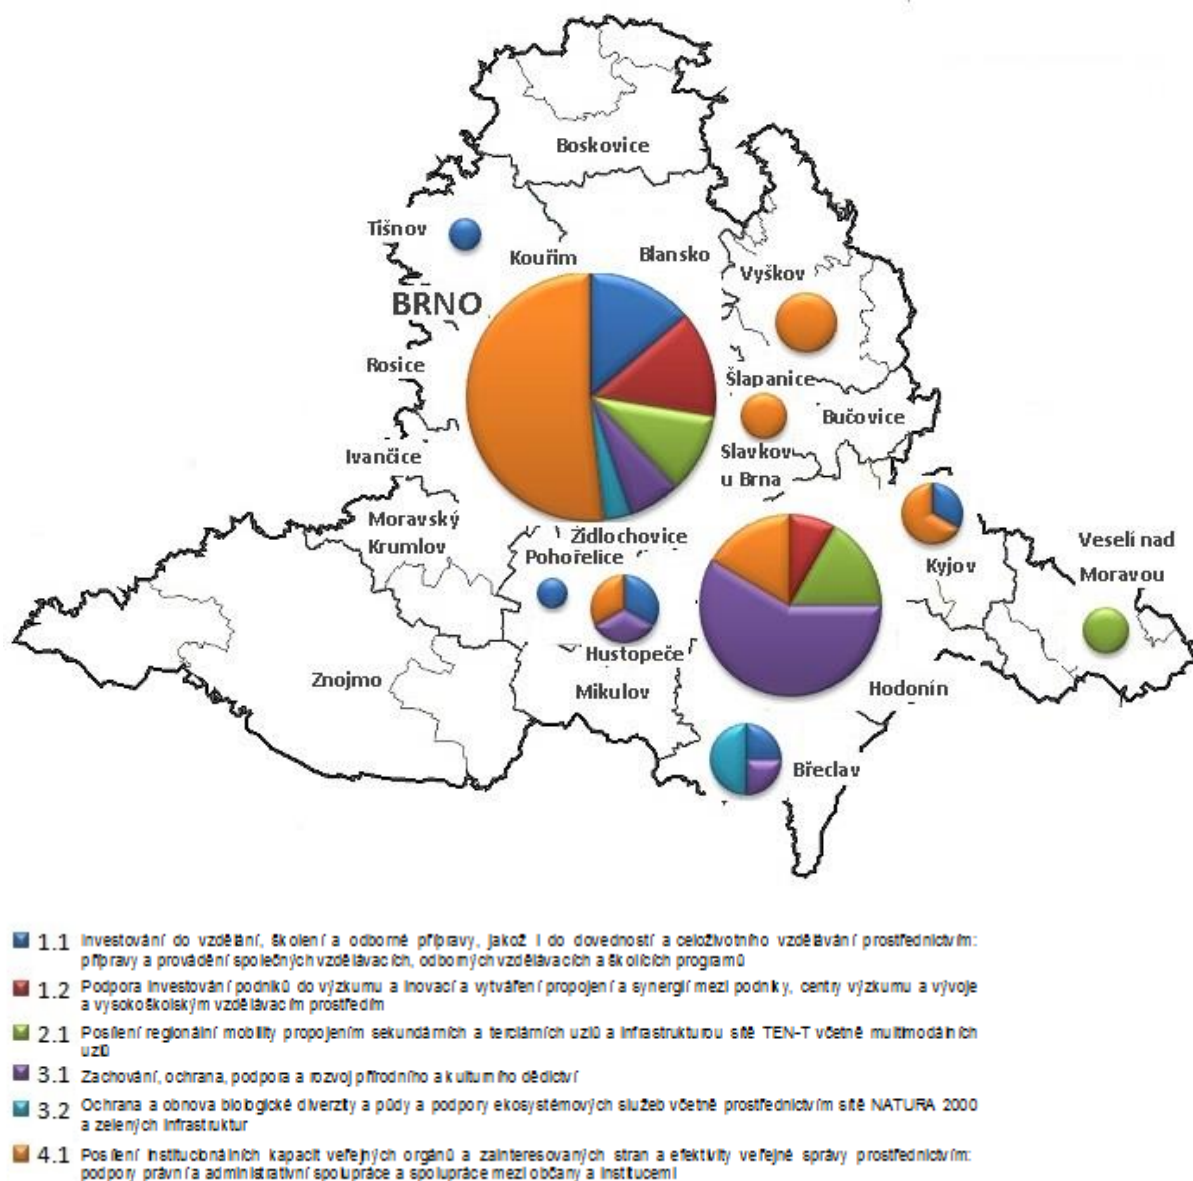 Boskovice
Tišnov
Kouřim
Blansko
Vyškov
BRNO
Rosice
Šlapanice
Bučovice
Ivančice
Slavkov
u Brna
Moravský
Krumlov
Židlochovice
Pohořelice
Kyjov
Veselí nad
Moravou
Hustopeče
Znojmo
Mikulov
Hodonín
Břeclav
1.1 Investování do vzdělání, školení a odborné přípravy, jakož i do dovedností a celoživotního vzdělávání prostřednictvím:
přípravy a provádění společných vzdělávacích, odborných vzdělávacích a školících programů
1.2 Podpora investování podniků do výzkumu a inovací a vytváření propojení a synergií mezi podniky, centry výzkumu a vývoje
a vysokoškolským vzdělávacím prostředím
2.1 Posílení regionální mobility propojením sekundárních a terciárních uzlů a infrastrukturou sítě TEN-T včetně multimodálních
uzlů
3.1 Zachování, ochrana, podpora a rozvoj přírodního a kulturního dědictví
3.2 Ochrana a obnova biologické diverzity a půdy a podpory ekosystémových služeb včetně prostřednictvím sítě NATURA 2000
a zelených infrastruktur
4.1 Posílení institucionálních kapacit veřejných orgánů a zainteresovaných stran a efektivity veřejné správy prostřednictvím:
podpory právní a administrativní spolupráce a spolupráce mezi občany a institucemi